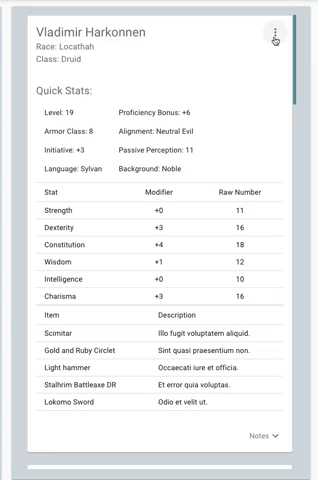 Vladimir Harkonnen
Race: Locathah
Class: Druid
Quick Stats:
Level: 19 Proficiency Bonus: +6
Armor Class: 8 Alignment: Neutral Evil
Initiative: +3 Passive Perception: 11
Language: Sylvan Background: Noble
Stat Modifier Raw Number
Strength +0 11
Dexterity +3 16
Constitution +4 18
Wisdom +1 12
Intelligence +0 10
Charisma +3 16
Item Description
Scimitar Illo fugit voluptatem aliquid.
Gold and Ruby Circlet Sint quasi praesentium non.
Light hammer Occaecati iure et officia.
Stalhrim Battleaxe DR Et error quia voluptas.
Lokomo Sword Odio et velit ut.
Notes